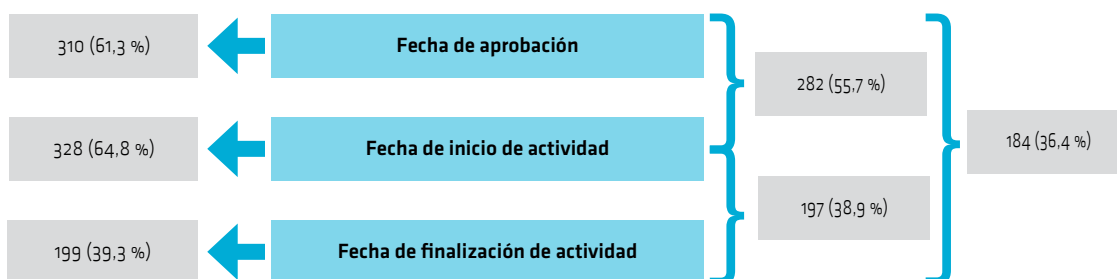 310 (61,3 %)
Fecha de aprobación
282 (55,7 %)
328 (64,8 %)
Fecha de inicio de actividad
184 (36,4 %)
197 (38,9 %)
199 (39,3 %)
Fecha de finalización de actividad